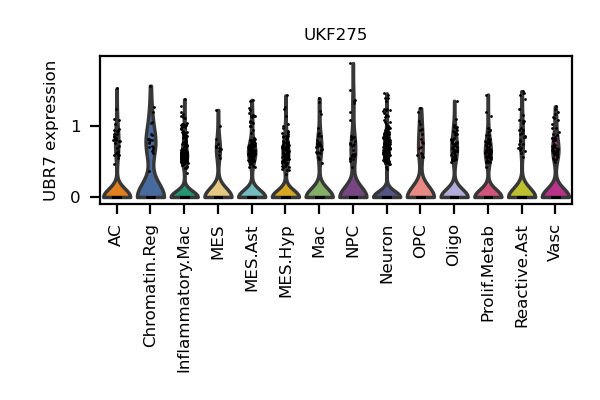 UKF275
UBR7 expression
1
0
AC
Chromatin.Reg
Inflammatory.Mac
MES
MES.Ast
MES.Hyp
Mac
NPC
Neuron
OPC
Oligo
Prolif.Metab
Reactive.Ast
Vasc